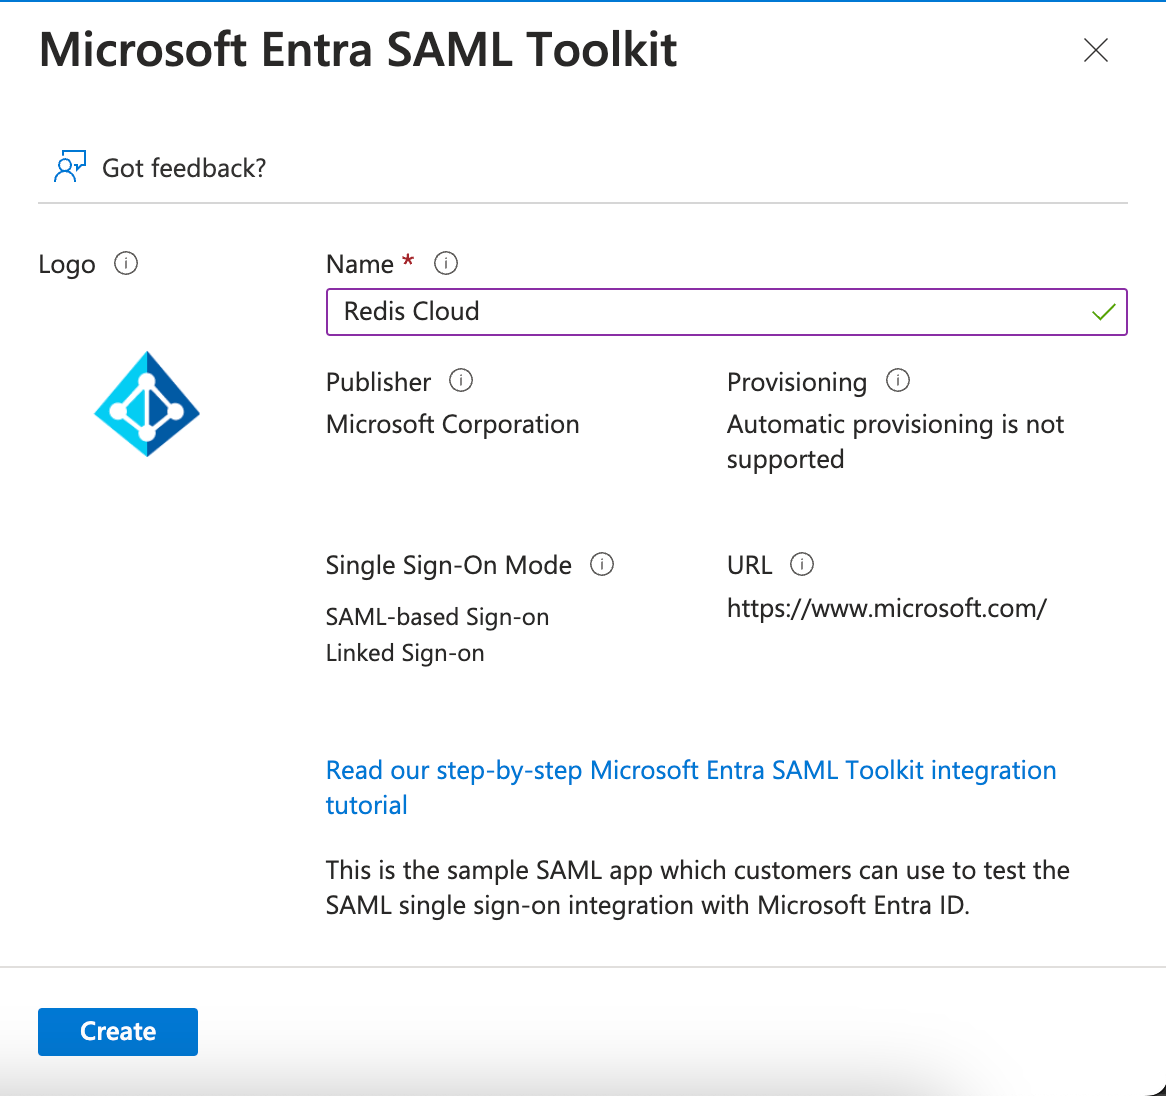 Microsoft Entra SAML Toolkit
Got feedback?
Logo
Name *
Redis Cloud
Publisher
Microsoft Corporation
Provisioning
Automatic provisioning is not
supported
Single Sign-On Mode
SAML-based Sign-on
Linked Sign-on
URL
https://www.microsoft.com/
Read our step-by-step Microsoft Entra SAML Toolkit integration
tutorial
This is the sample SAML app which customers can use to test the
SAML single sign-on integration with Microsoft Entra ID.
Create